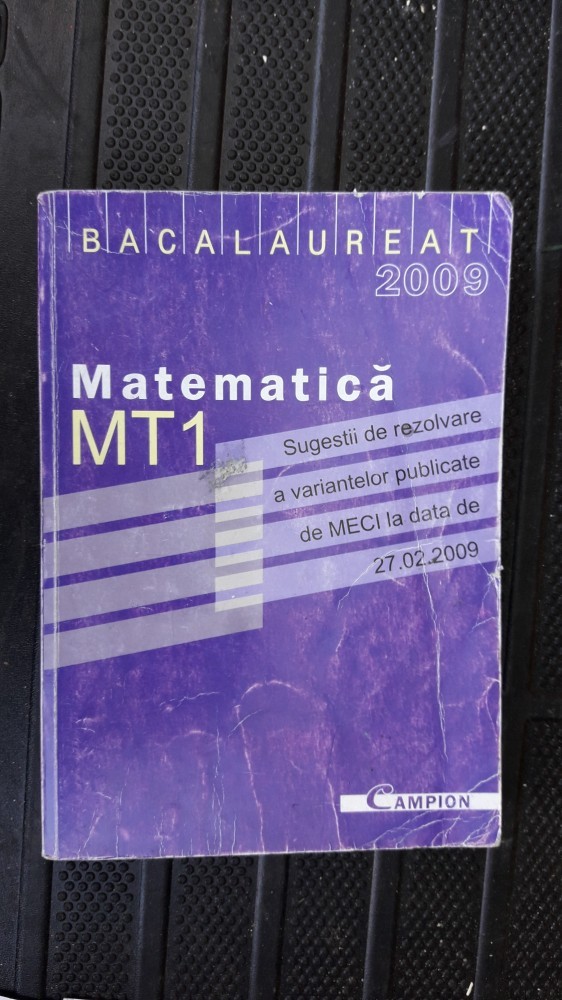 BACALAUREAT
2009
Matematică
MT1
Sugestii de rezolvare
a variantelor publicate
de MECI la data de
27.02.2009
CAMPION